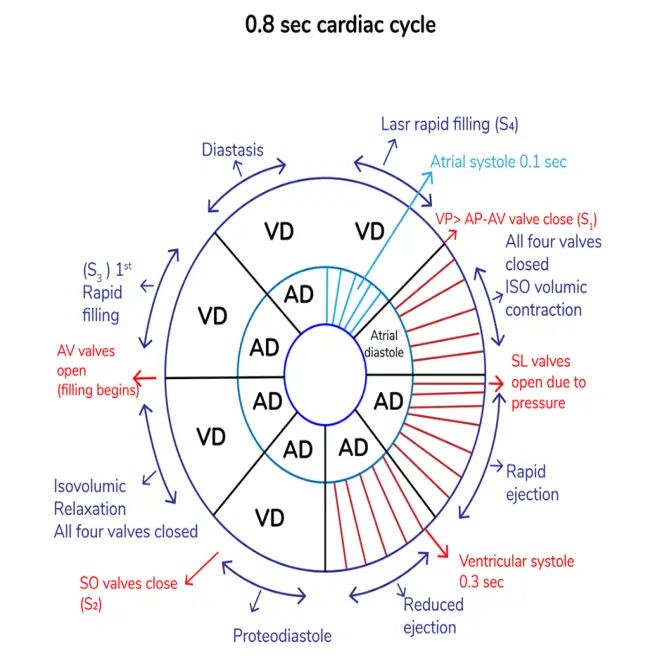 0.8 sec cardiac cycle
Lasr rapid filling (S₄)
Diastasis
Atrial systole 0.1 sec
VP> AP-AV valve close (S₁)
All four valves
closed
ISO volumic
contraction
VD
VD
(S₃ ) 1ˢᵗ
Rapid
filling
AD
VD
Atrial
diastole
AD
AV valves
open
(filling begins)
SL valves
open due to
pressure
AD
AD
VD
AD
AD
Rapid
ejection
Isovolumic
Relaxation
All four valves closed
VD
SO valves close
(S₂)
Ventricular systole
0.3 sec
Reduced
ejection
Proteodiastole